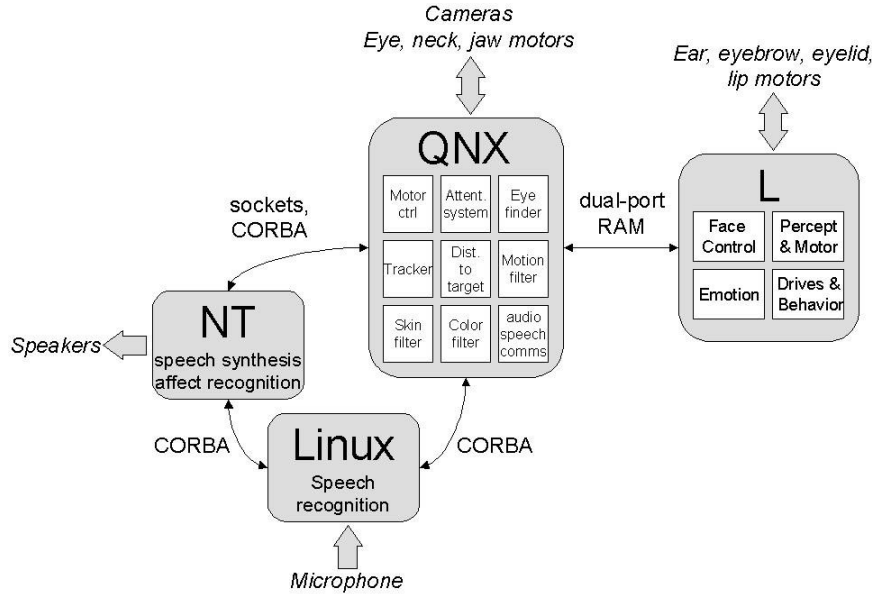 Cameras
Eye, neck, jaw motors
Ear, eyebrow, eyelid,
lip motors
QNX
Motor
ctrl
Attent.
system
Eye
finder
Tracker
Dist.
to
target
Motion
filter
Skin
filter
Color
filter
audio
speech
comms
dual-port
RAM
L
Face
Control
Percept
& Motor
Emotion
Drives &
Behavior
sockets,
CORBA
NT
speech synthesis
affect recognition
Speakers
CORBA
Linux
Speech
recognition
CORBA
Microphone